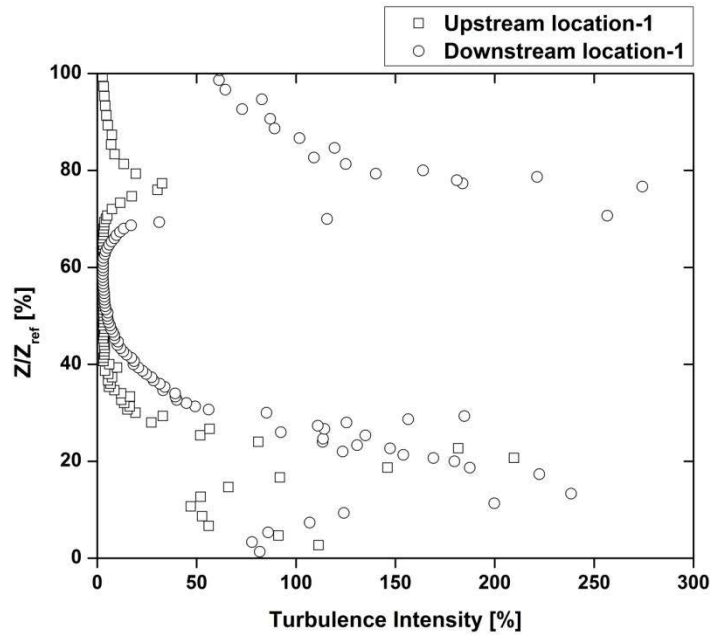 Upstream location-1
Downstream location-1
100
80
60
40
20
0
Z/Z_ref [%]
0 50 100 150 200 250 300
Turbulence Intensity [%]